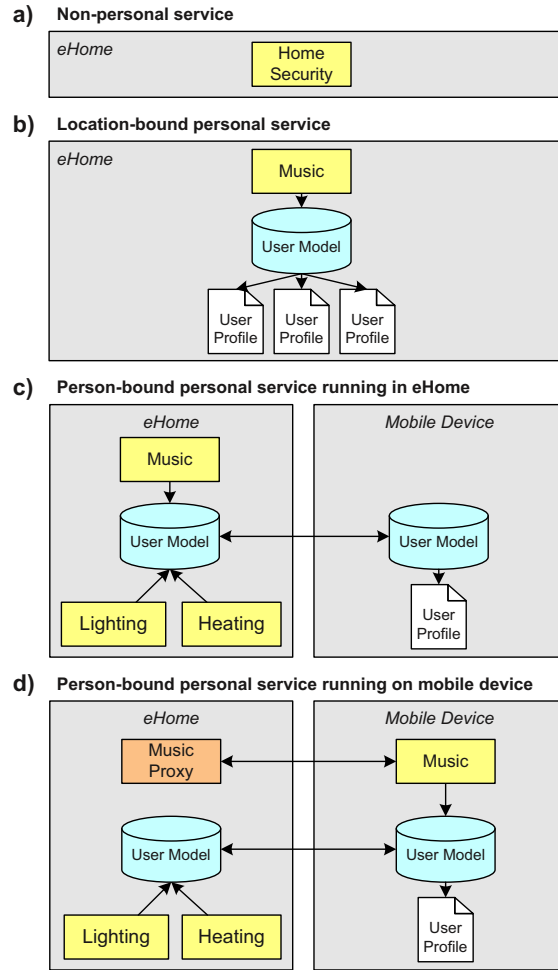 a) Non-personal service
eHome
Home
Security
b) Location-bound personal service
eHome
Music
User Model
User
Profile
User
Profile
User
Profile
c) Person-bound personal service running in eHome
eHome
Mobile Device
Music
User Model
User Model
Lighting
Heating
User
Profile
d) Person-bound personal service running on mobile device
eHome
Mobile Device
Music
Proxy
Music
User Model
User Model
Lighting
Heating
User
Profile